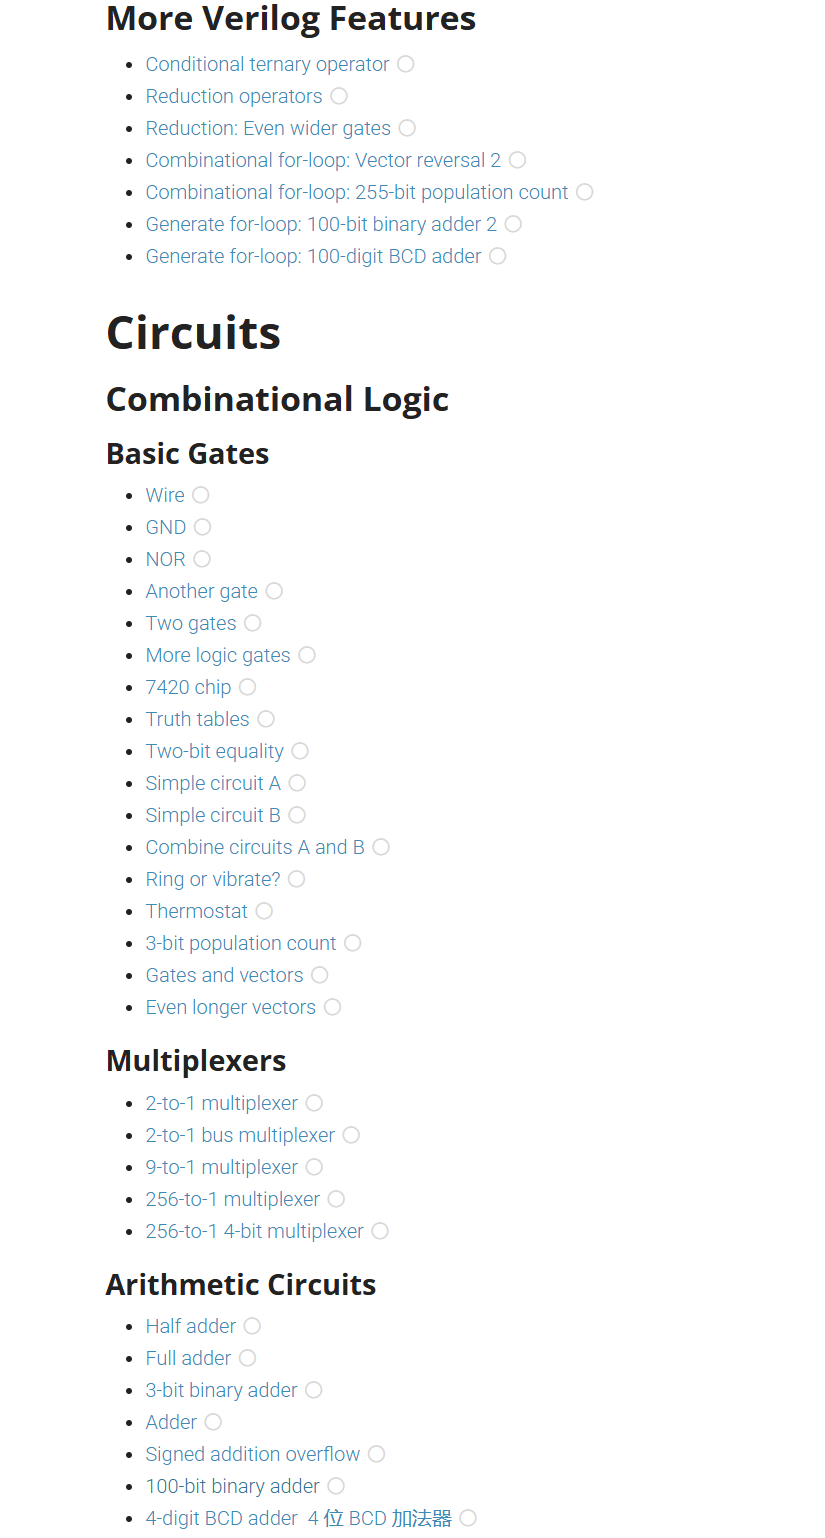 More Verilog Features
Conditional ternary operator
Reduction operators
Reduction: Even wider gates
Combinational for-loop: Vector reversal 2
Combinational for-loop: 255-bit population count
Generate for-loop: 100-bit binary adder 2
Generate for-loop: 100-digit BCD adder
Circuits
Combinational Logic
Basic Gates
Wire
GND
NOR
Another gate
Two gates
More logic gates
7420 chip
Truth tables
Two-bit equality
Simple circuit A
Simple circuit B
Combine circuits A and B
Ring or vibrate?
Thermostat
3-bit population count
Gates and vectors
Even longer vectors
Multiplexers
2-to-1 multiplexer
2-to-1 bus multiplexer
9-to-1 multiplexer
256-to-1 multiplexer
256-to-1 4-bit multiplexer
Arithmetic Circuits
Half adder
Full adder
3-bit binary adder
Adder
Signed addition overflow
100-bit binary adder
4-digit BCD adder 4 位 BCD 加法器